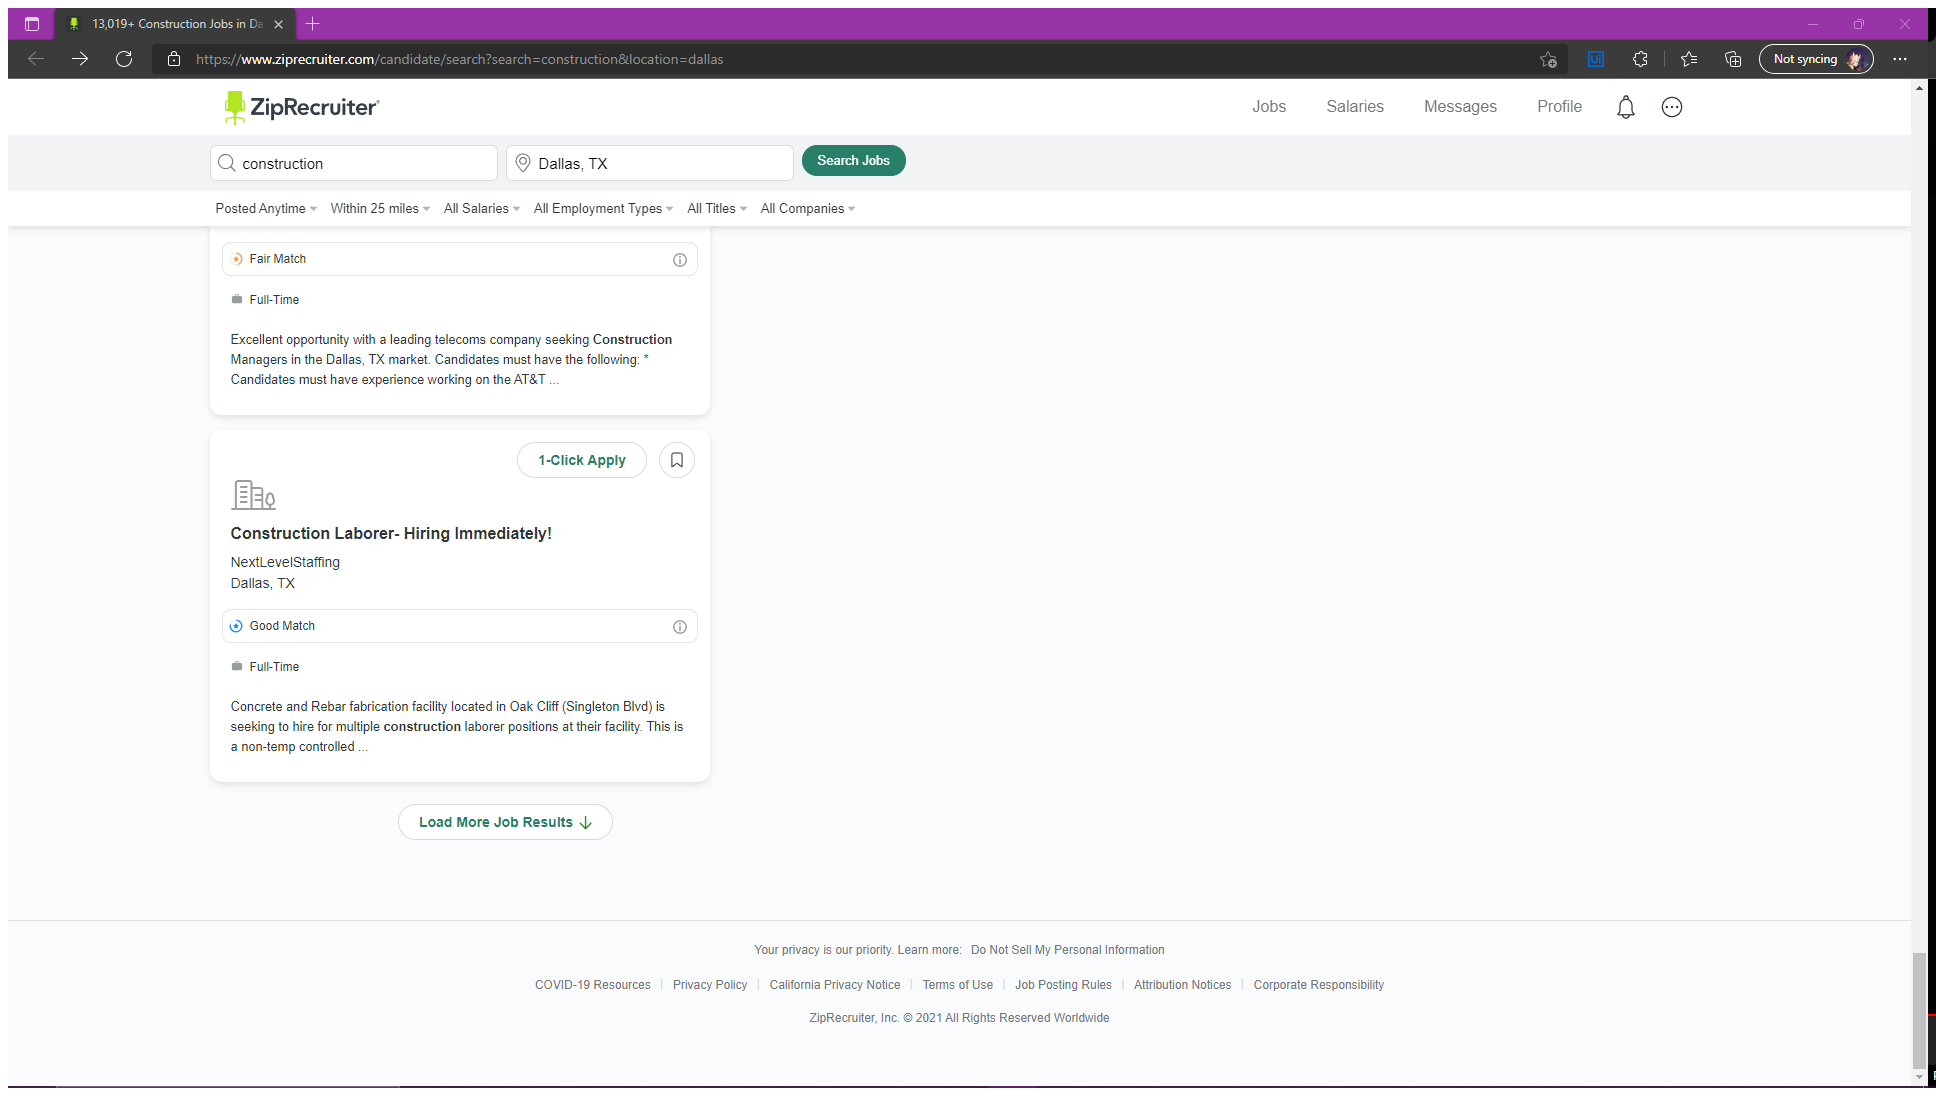 13,019+ Construction Jobs in Da
https://www.ziprecruiter.com/candidate/search?search=construction&location=dallas
Ui
Not syncing
ZipRecruiter
Jobs
Salaries
Messages
Profile
construction
Dallas, TX
Search Jobs
Posted Anytime
Within 25 miles
All Salaries
All Employment Types
All Titles
All Companies
Fair Match
Full-Time
Excellent opportunity with a leading telecoms company seeking Construction
Managers in the Dallas, TX market. Candidates must have the following: *
Candidates must have experience working on the AT&T ...
1-Click Apply
Construction Laborer- Hiring Immediately!
NextLevelStaffing
Dallas, TX
Good Match
Full-Time
Concrete and Rebar fabrication facility located in Oak Cliff (Singleton Blvd) is
seeking to hire for multiple construction laborer positions at their facility. This is
a non-temp controlled ...
Load More Job Results
Your privacy is our priority. Learn more: Do Not Sell My Personal Information
COVID-19 Resources | Privacy Policy | California Privacy Notice | Terms of Use | Job Posting Rules | Attribution Notices | Corporate Responsibility
ZipRecruiter, Inc. © 2021 All Rights Reserved Worldwide